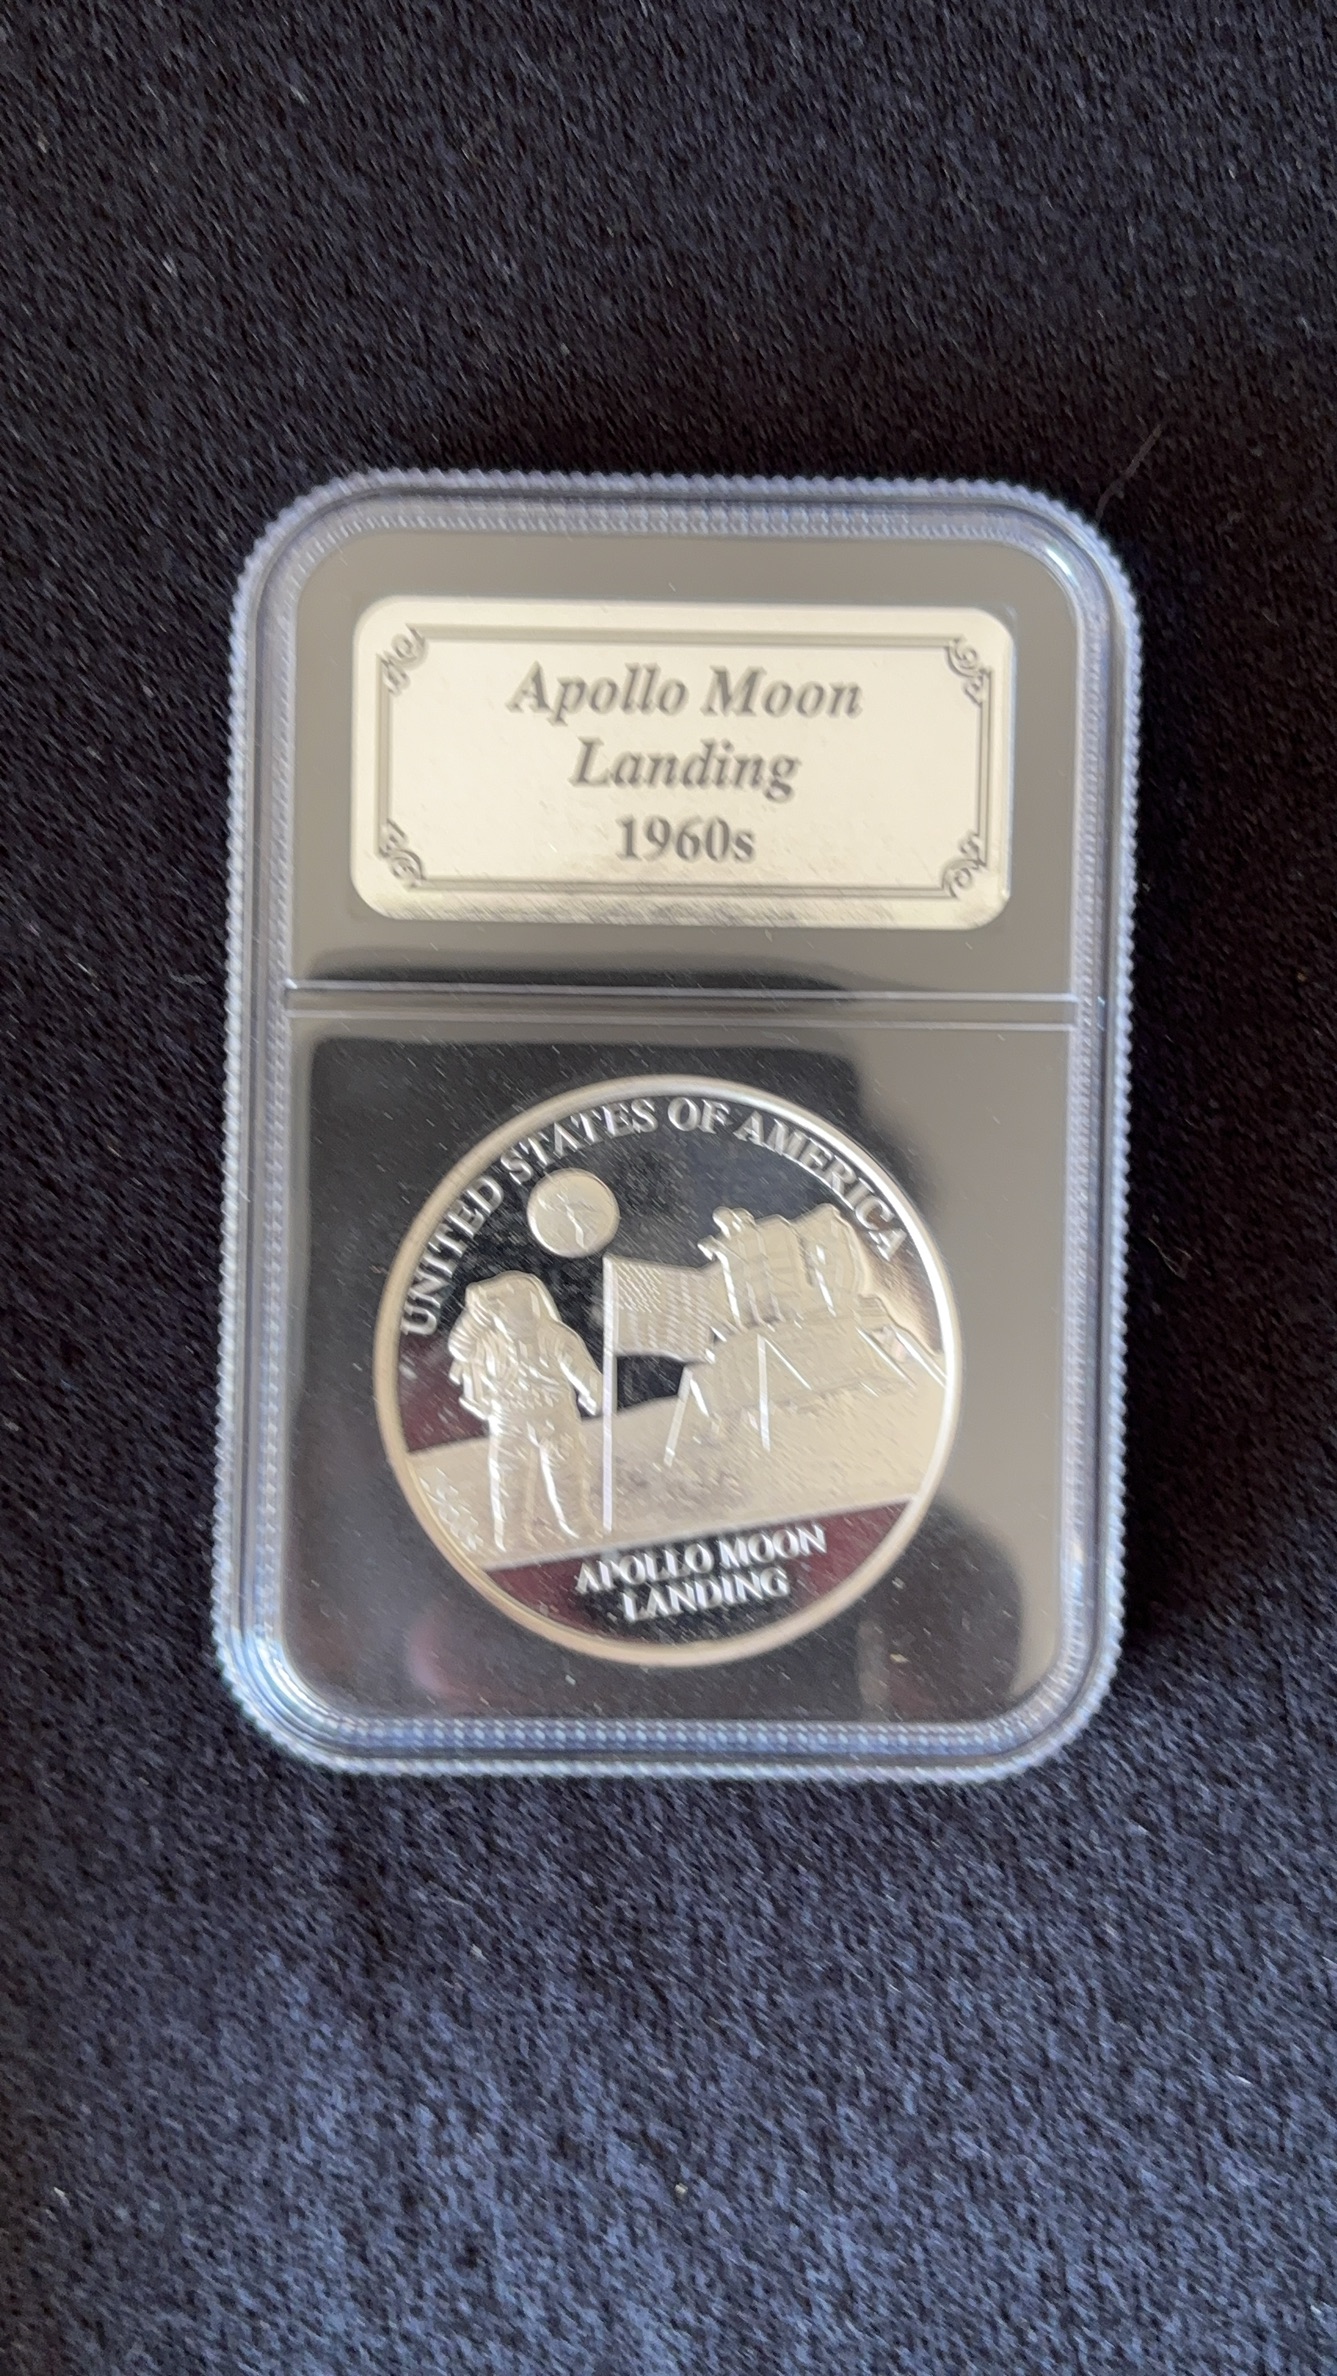 Apollo Moon
Landing
1960s
UNITED STATES OF AMERICA
APOLLO MOON
LANDING